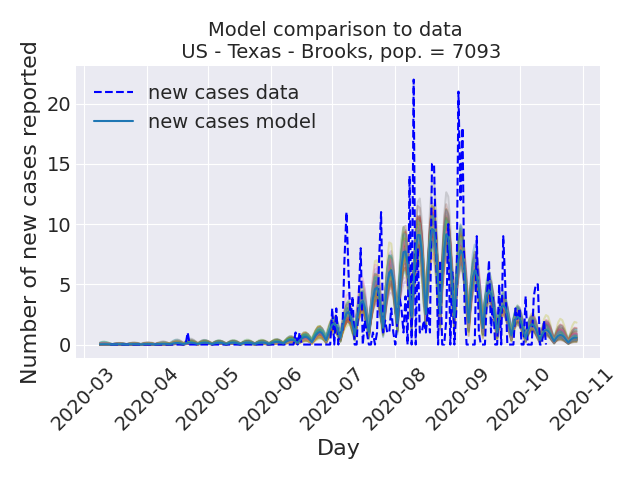 Model comparison to data
US - Texas - Brooks, pop. = 7093
Number of new cases reported
new cases data
new cases model
20
15
10
5
0
2020-03
2020-04
2020-05
2020-06
2020-07
2020-08
2020-09
2020-10
2020-11
Day